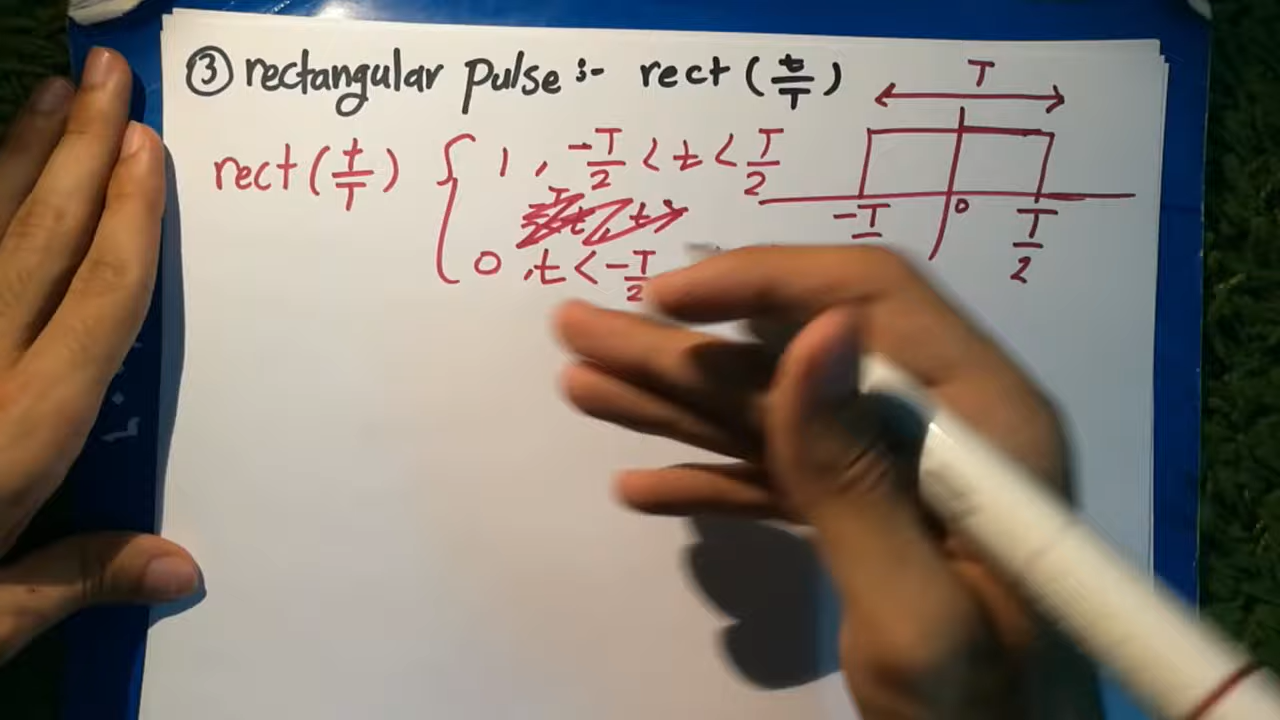 ③ rectangular pulse :- rect (t/T)
rect (t/T) { 1 , -T/2 < t < T/2
0 , t < -T/2
T
-T
0
T/2